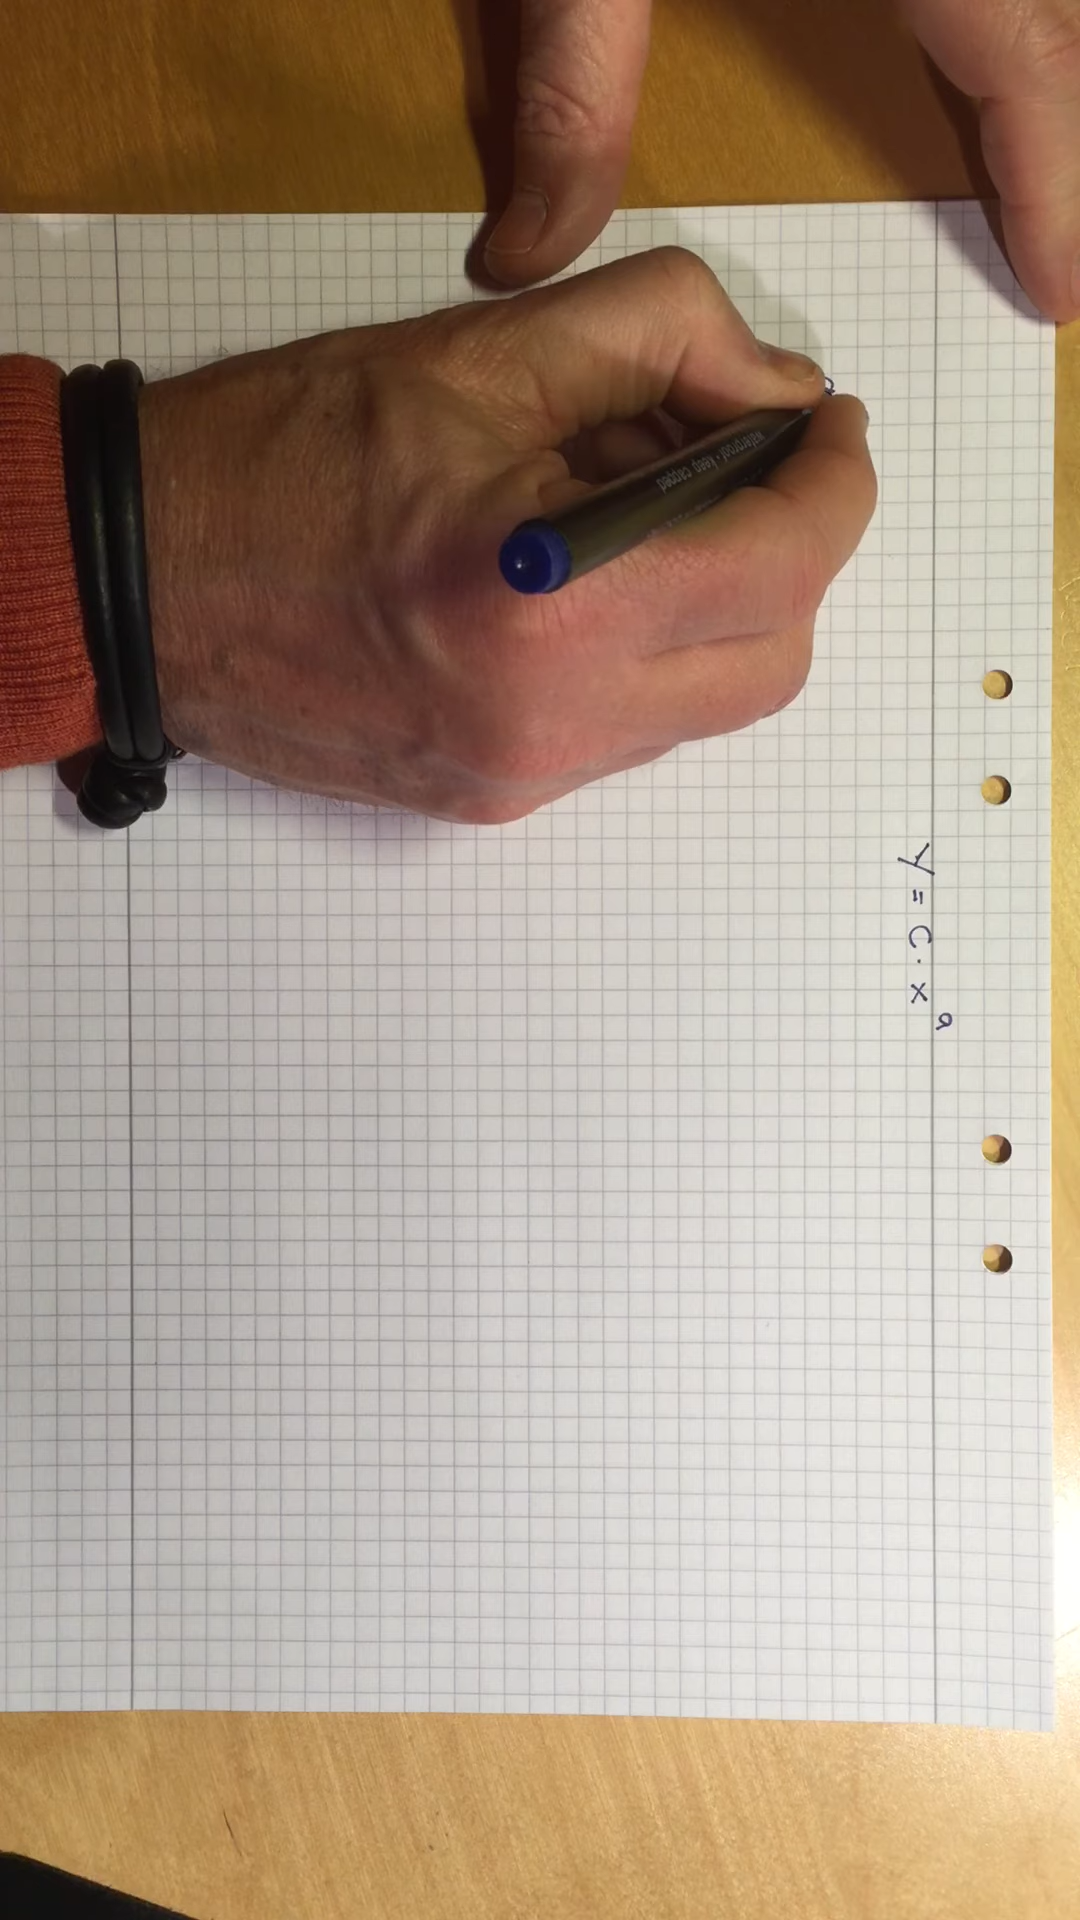 y = C · x^a
waterproof · keep capped